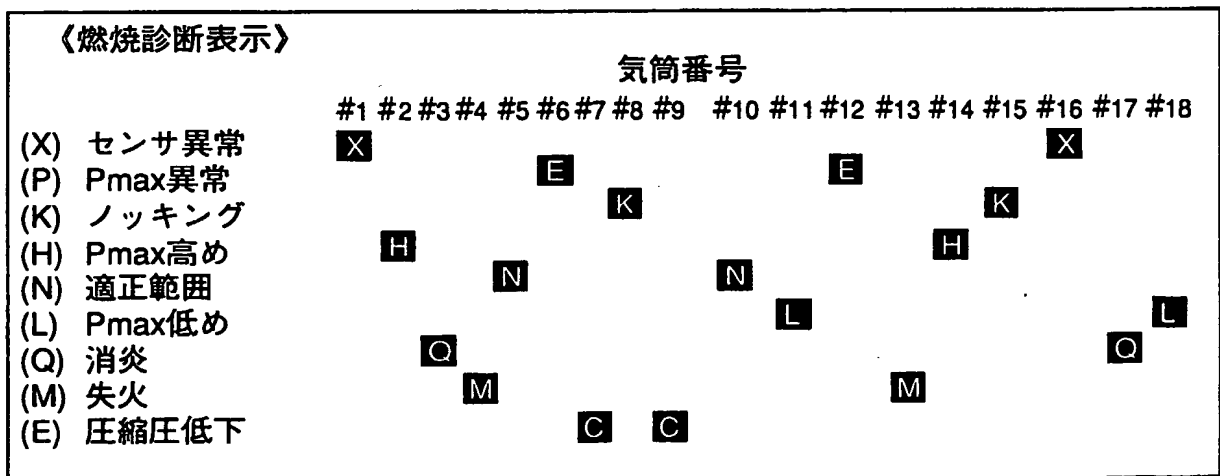 《燃焼診断表示》
気筒番号
#1 #2 #3 #4 #5 #6 #7 #8 #9 #10 #11 #12 #13 #14 #15 #16 #17 #18
(X) センサ異常 X X
(P) Pmax異常 E E
(K) ノッキング K K
(H) Pmax高め H H
(N) 適正範囲 N N
(L) Pmax低め L L
(Q) 消炎 Q Q
(M) 失火 M M
(E) 圧縮圧低下 C C